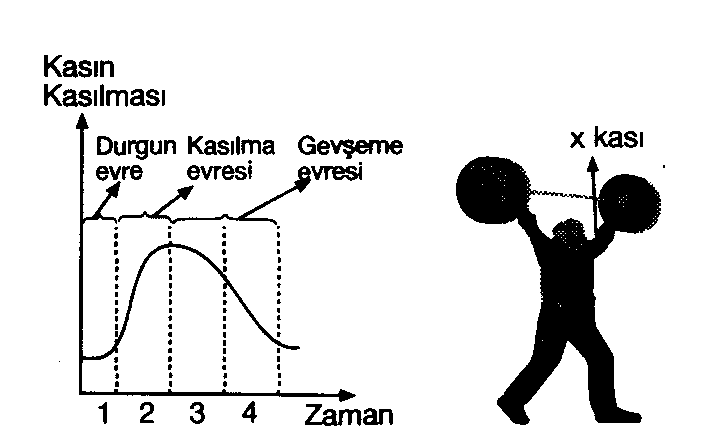 Kasın
Kasılması
Durgun Kasılma Gevşeme
evre evresi evresi
x kası
1 2 3 4 Zaman